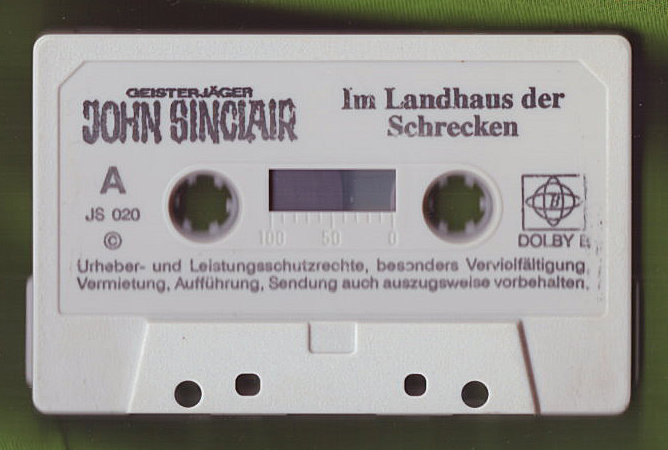 GEISTERJÄGER
JOHN SINCLAIR
Im Landhaus der
Schrecken
A
JS 020
©
100 50 0
B
DOLBY B
Urheber- und Leistungsschutzrechte, besonders Vervielfältigung,
Vermietung, Aufführung, Sendung auch auszugsweise vorbehalten.